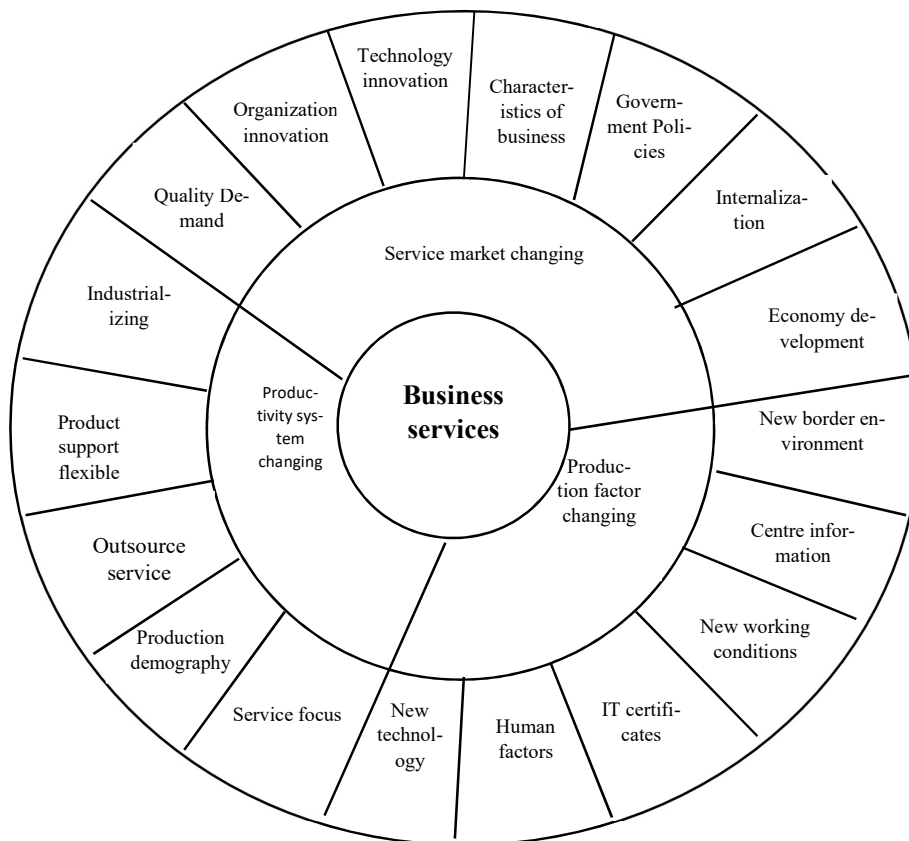 Technology
innovation
Character-
istics of
business
Govern-
ment Poli-
cies
Internaliza-
tion
Economy de-
velopment
New border en-
vironment
Centre infor-
mation
New working
conditions
IT certifi-
cates
Human
factors
New
technol-
ogy
Service focus
Production
demography
Outsource
service
Product
support
flexible
Industrial-
izing
Quality De-
mand
Organization
innovation
Service market changing
Produc-
tion factor
changing
Produc-
tivity sys-
tem
changing
Business
services